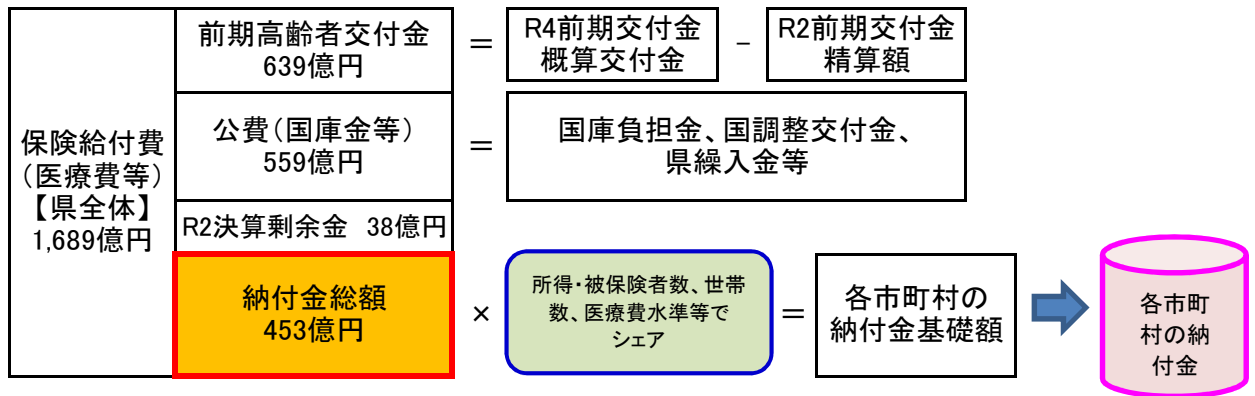 保険給付費
(医療費等)
【県全体】
1,689億円
前期高齢者交付金
639億円
=
R4前期交付金
概算交付金
-
R2前期交付金
精算額
公費(国庫金等)
559億円
=
国庫負担金、国調整交付金、
県繰入金等
R2決算剰余金 38億円
納付金総額
453億円
×
所得・被保険者数、世帯
数、医療費水準等で
シェア
=
各市町村の
納付金基礎額
各市町
村の納
付金